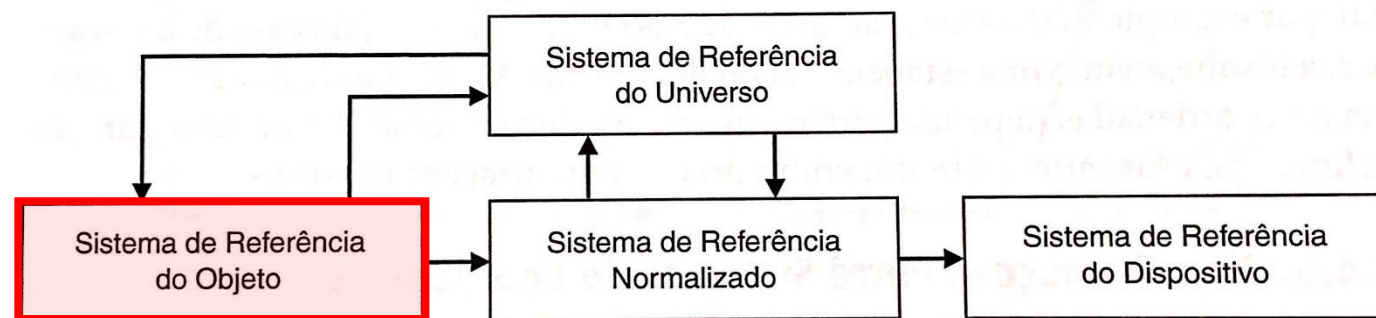 Sistema de Referência
do Universo
Sistema de Referência
do Objeto
Sistema de Referência
Normalizado
Sistema de Referência
do Dispositivo